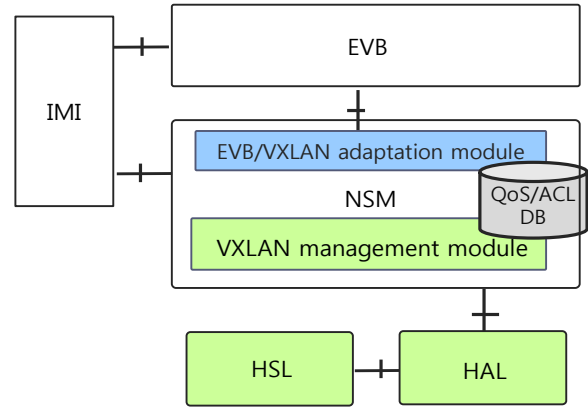 EVB
IMI
EVB/VXLAN adaptation module
NSM
QoS/ACL
DB
VXLAN management module
HSL
HAL